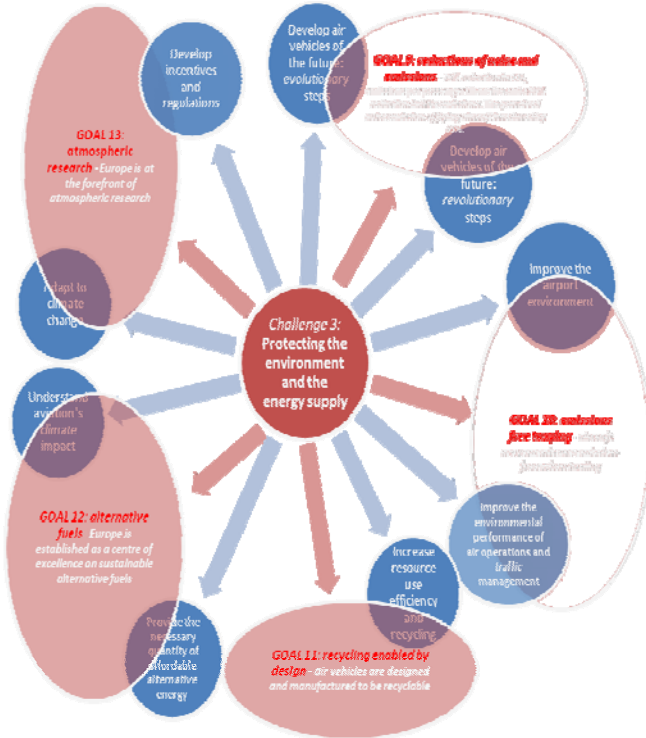 Develop
incentives
and
regulations
Develop air
vehicles of
the future:
evolutionary
steps
GOAL 9: reductions of noise and
emissions -
Develop air
vehicles of the
future:
revolutionary
steps
GOAL 13:
atmospheric
research - Europe is at
the forefront of
atmospheric research
Improve the
airport
environment
Adapt to
climate
change
Challenge 3:
Protecting the
environment
and the
energy supply
Understand
aviation's
climate
impact
GOAL 10: emissions
free taxying -
GOAL 12: alternative
fuels - Europe is
established as a centre of
excellence on sustainable
alternative fuels
Improve the
environmental
performance of
air operations and
traffic
management
Increase
resource
use
efficiency
and
recycling
Provide the
necessary
quantity of
affordable
alternative
energy
GOAL 11: recycling enabled by
design - air vehicles are designed
and manufactured to be recyclable